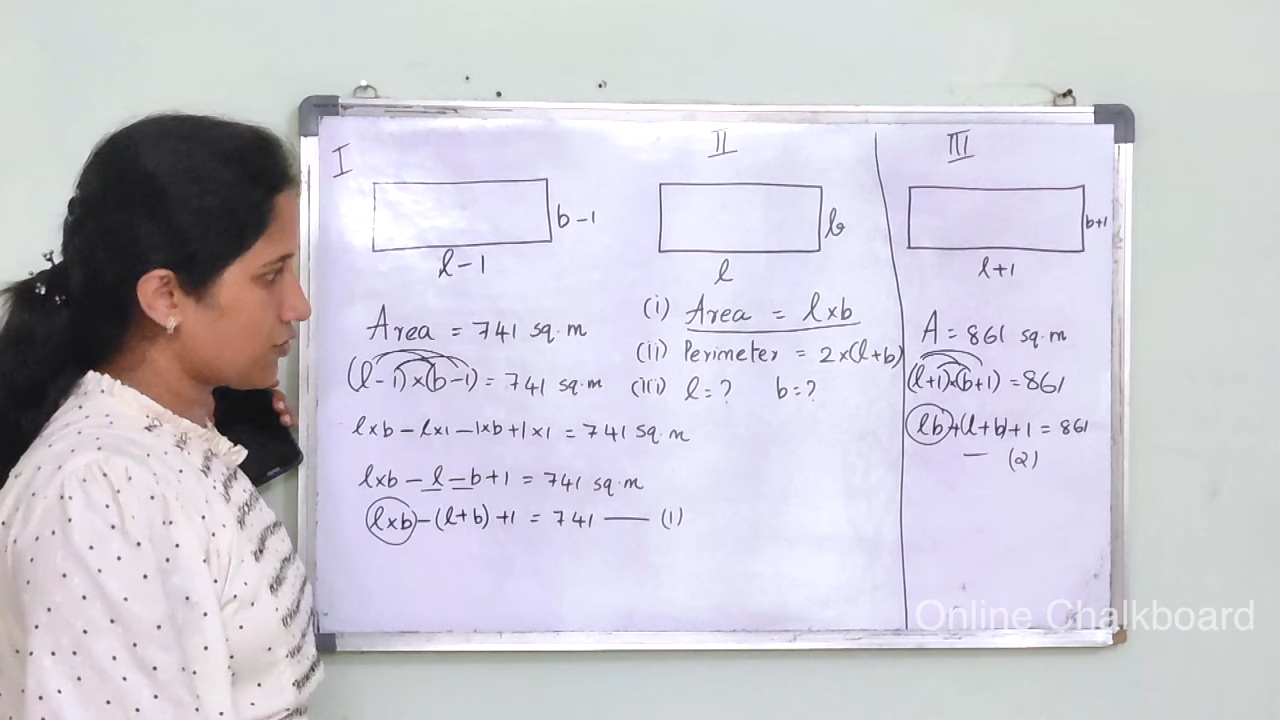 I
b-1
l-1
Area = 741 sq.m
(l-1)×(b-1) = 741 sq.m
l×b - l×1 - 1×b + 1×1 = 741 sq.m
l×b - l - b + 1 = 741 sq.m
l×b - (l+b) + 1 = 741 — (1)
II
b
l
(i) Area = l×b
(ii) Perimeter = 2×(l+b)
(iii) l = ? b = ?
III
b+1
l+1
A = 861 sq.m
(l+1)×(b+1) = 861
lb + (l+b) + 1 = 861
— (2)
Online Chalkboard